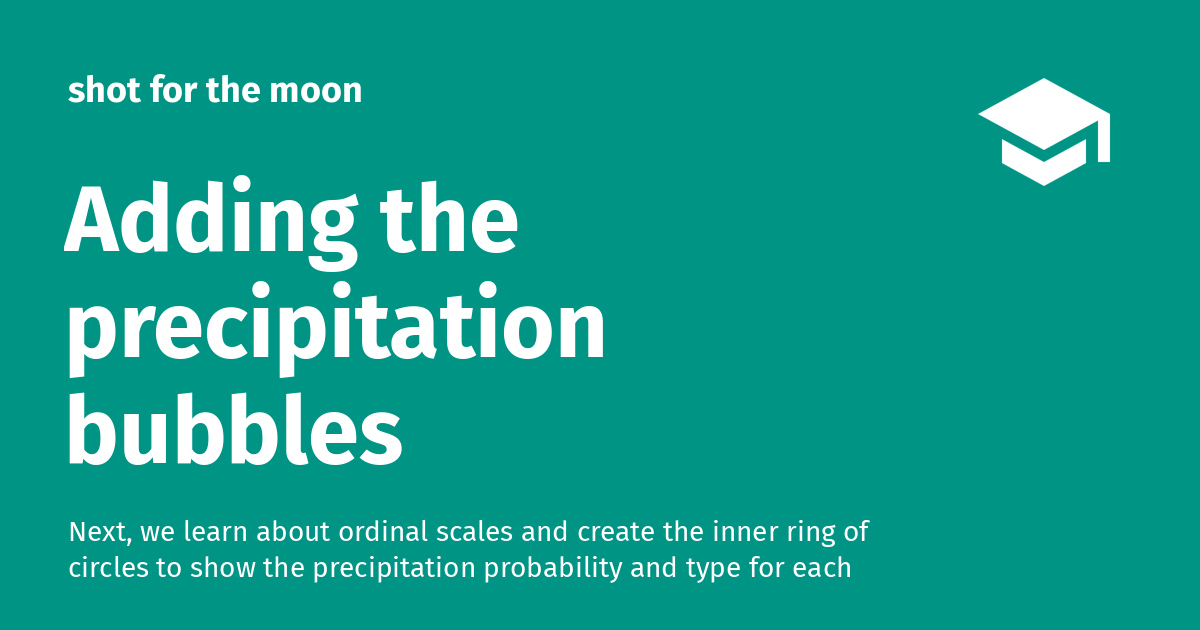 shot for the moon
Adding the
precipitation
bubbles
Next, we learn about ordinal scales and create the inner ring of
circles to show the precipitation probability and type for each